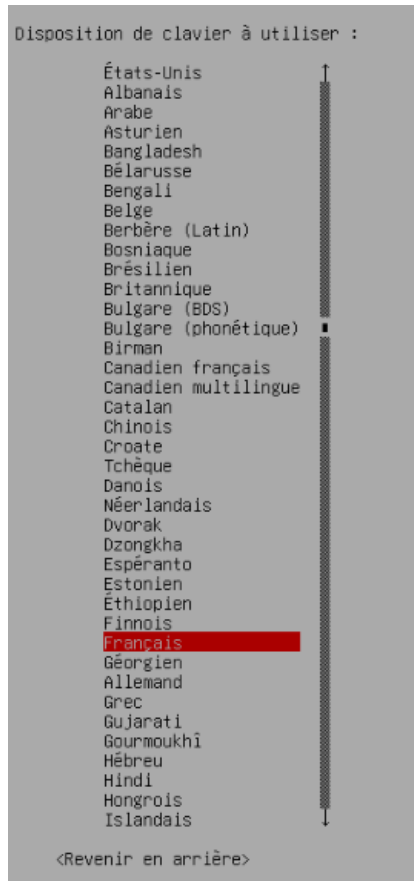 Disposition de clavier à utiliser :
États-Unis
Albanais
Arabe
Asturien
Bangladesh
Bélarusse
Bengali
Belge
Berbère (Latin)
Bosniaque
Brésilien
Britannique
Bulgare (BDS)
Bulgare (phonétique)
Birman
Canadien français
Canadien multilingue
Catalan
Chinois
Croate
Tchèque
Danois
Néerlandais
Dvorak
Dzongkha
Espéranto
Estonien
Éthiopien
Finnois
Français
Géorgien
Allemand
Grec
Gujarati
Gourmoukhî
Hébreu
Hindi
Hongrois
Islandais
<Revenir en arrière>